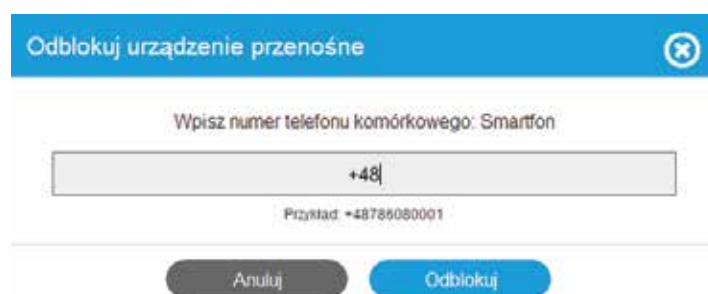 Odblokuj urządzenie przenośne
Wpisz numer telefonu komórkowego: Smartfon
+48
Przykład: +48786080001
Anuluj
Odblokuj